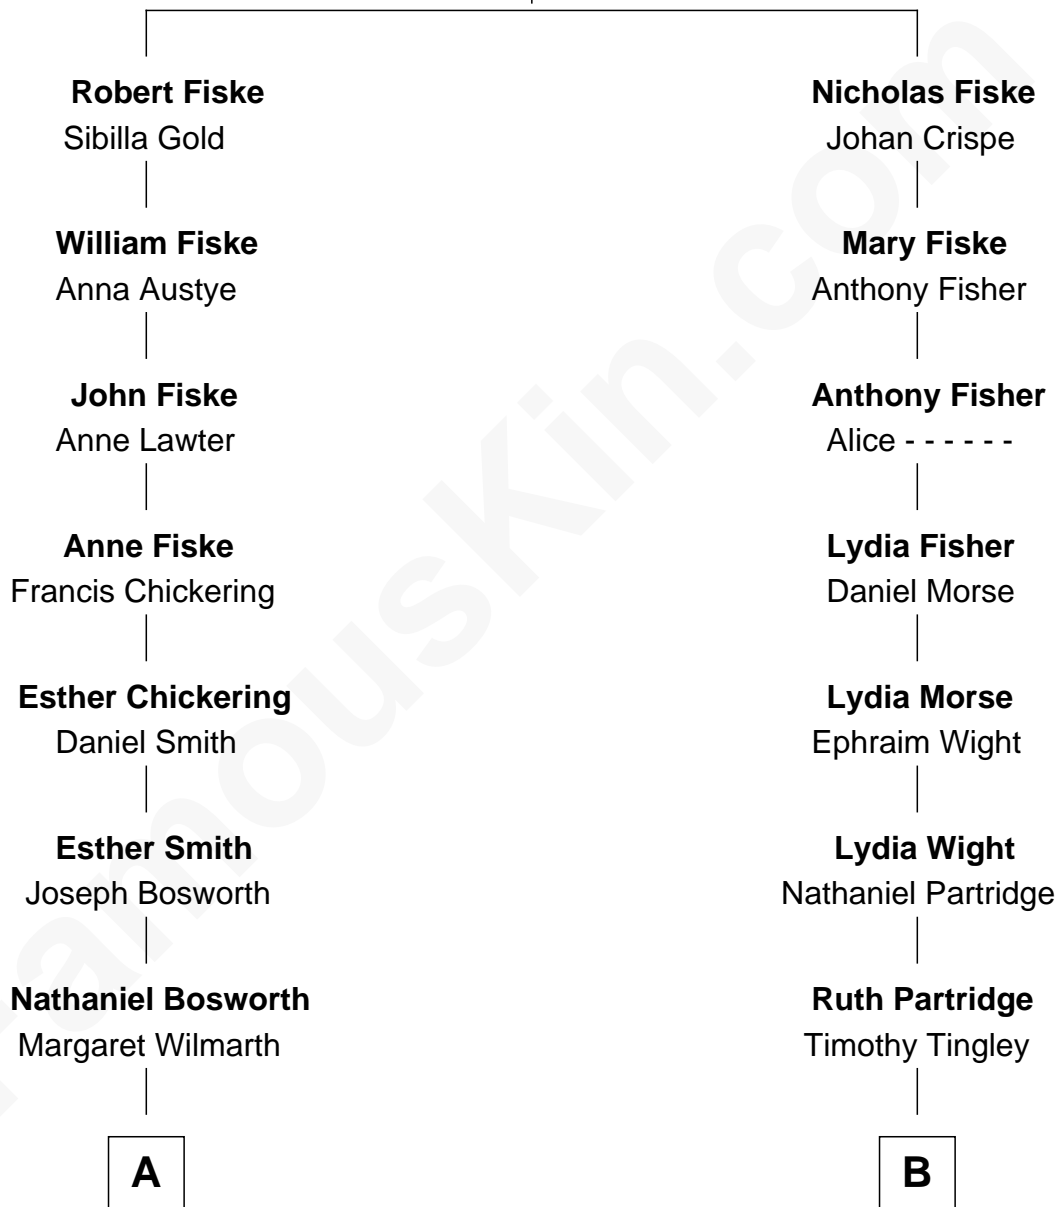 Robert Fiske
Sibilla Gold
William Fiske
Anna Austye
John Fiske
Anne Lawter
Anne Fiske
Francis Chickering
Esther Chickering
Daniel Smith
Esther Smith
Joseph Bosworth
Nathaniel Bosworth
Margaret Wilmarth
A
Nicholas Fiske
Johan Crispe
Mary Fiske
Anthony Fisher
Anthony Fisher
Alice - - - - - -
Lydia Fisher
Daniel Morse
Lydia Morse
Ephraim Wight
Lydia Wight
Nathaniel Partridge
Ruth Partridge
Timothy Tingley
B
FamousKin.com